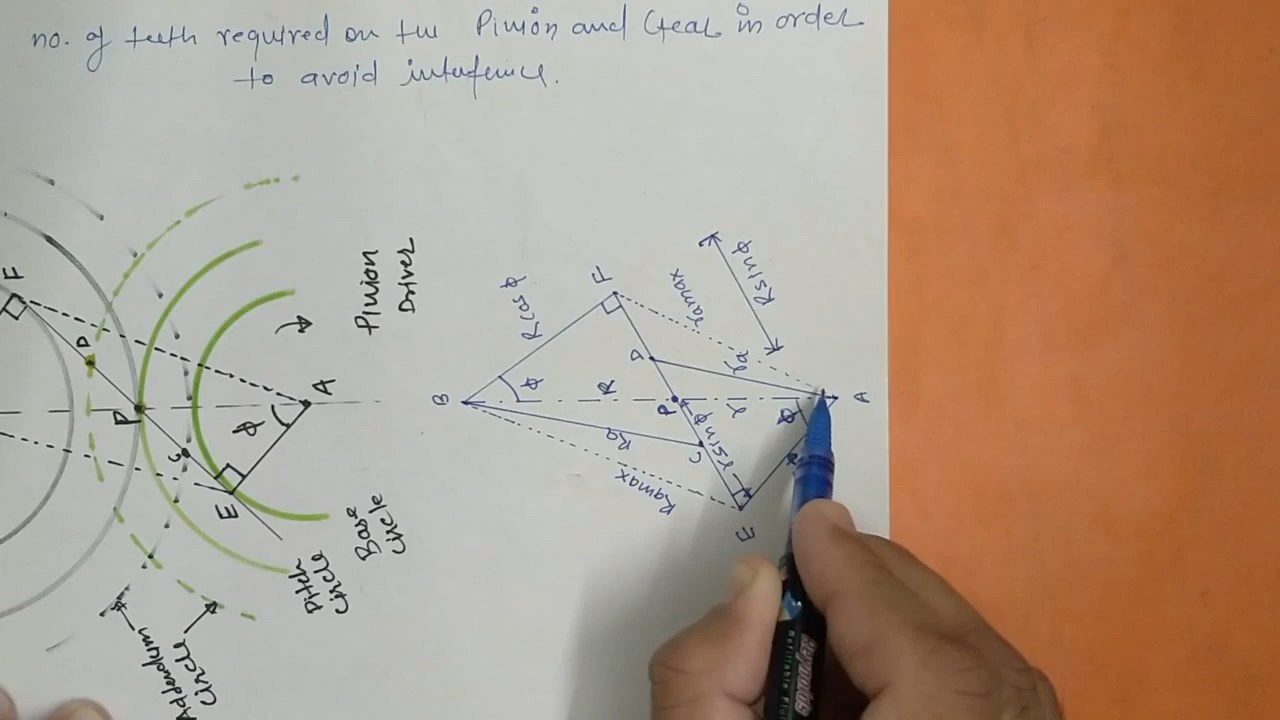 no. of teeth required on the Pinion and Gear in order
to avoid interference.
F
D
P
C
E
A
φ
Pinion
Driver
Base
Circle
Pitch
Circle
Addendum
Circle
B
F
D
P
C
E
A
R cos φ
φ
R
r
φ
Ra
Ramax
ra
ramax
R sin φ
r sin φ
Reynolds